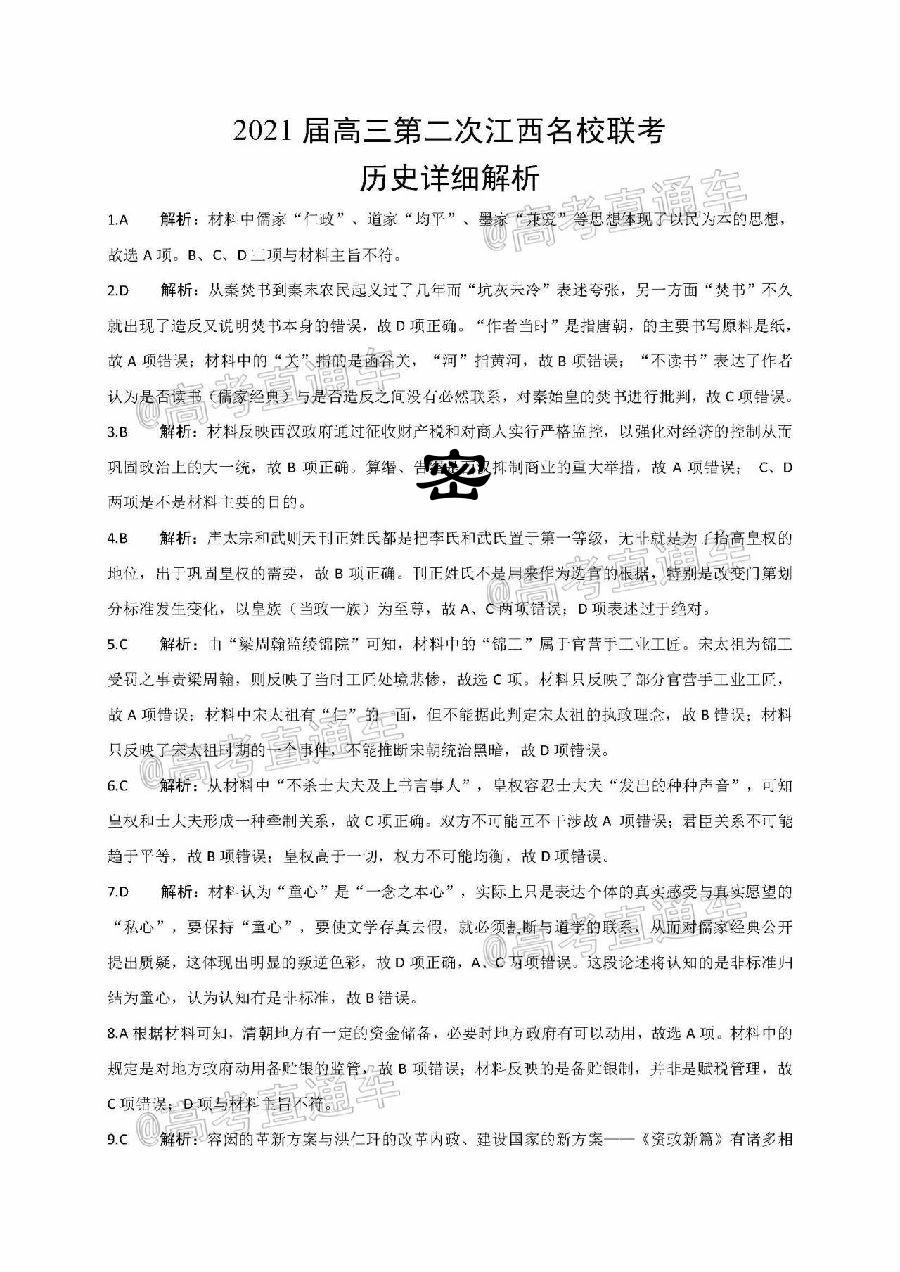 2021 届高三第二次江西名校联考
历史详细解析
1.A 解析：材料中儒家“仁政”、道家“均平”、墨家“兼爱”等思想体现了以民为本的思想，
故选 A 项。B、C、D 三项与材料主旨不符。
2.D 解析：从秦焚书到秦末农民起义过了几年而“坑灰未冷”表述夸张，另一方面“焚书”不久
就出现了造反又说明焚书本身的错误，故 D 项正确。“作者当时”是指唐朝，的主要书写原料是纸，
故 A 项错误；材料中的“关”指的是函谷关，“河”指黄河，故 B 项错误；“不读书”表达了作者
认为是否读书（儒家经典）与是否造反之间没有必然联系，对秦始皇的焚书进行批判，故 C 项错误。
3.B 解析：材料反映西汉政府通过征收财产税和对商人实行严格监控，以强化对经济的控制从而
巩固政治上的大一统，故 B 项正确。算缗、告缗是 汉抑制商业的重大举措，故 A 项错误； C、D
两项是不是材料主要的目的。
密
4.B 解析：唐太宗和武则天刊正姓氏都是把李氏和武氏置于第一等级，无非就是为了抬高皇权的
地位，出于巩固皇权的需要，故 B 项正确。刊正姓氏不是用来作为选官的根据，特别是改变门第划
分标准发生变化，以皇族（当政一族）为至尊，故 A、C 两项错误；D 项表述过于绝对。
5.C 解析：由“梁周翰监绫锦院”可知，材料中的“锦工”属于官营手工业工匠。宋太祖为锦工
受罚之事责梁周翰，则反映了当时工匠处境悲惨，故选 C 项。材料只反映了部分官营手工业工匠，
故 A 项错误；材料中宋太祖有“仁”的一面，但不能据此判定宋太祖的执政理念，故 B 错误；材料
只反映了宋太祖时期的一个事件，不能推断宋朝统治黑暗，故 D 项错误。
6.C 解析：从材料中“不杀士大夫及上书言事人”，皇权容忍士大夫“发出的种种声音”，可知
皇权和士大夫形成一种牵制关系，故 C 项正确。双方不可能互不干涉故 A 项错误；君臣关系不可能
趋于平等，故 B 项错误；皇权高于一切，权力不可能均衡，故 D 项错误。
7.D 解析：材料认为“童心”是“一念之本心”，实际上只是表达个体的真实感受与真实愿望的
“私心”，要保持“童心”，要使文学存真去假，就必须割断与道学的联系，从而对儒家经典公开
提出质疑，这体现出明显的叛逆色彩，故 D 项正确，A、C 两项错误。这段论述将认知的是非标准归
结为童心，认为认知有是非标准，故 B 错误。
8.A 根据材料可知，清朝地方有一定的资金储备，必要时地方政府有可以动用，故选 A 项。材料中的
规定是对地方政府动用备贮银的监管，故 B 项错误；材料反映的是备贮银制，并非是赋税管理，故
C 项错误；D 项与材料主旨不符。
9.C 解析：容闳的革新方案与洪仁玕的改革内政、建设国家的新方案——《资政新篇》有诸多相
@高考直通车
@高考直通车
@高考直通车
@高考直通车
@高考直通车
@高考直通车